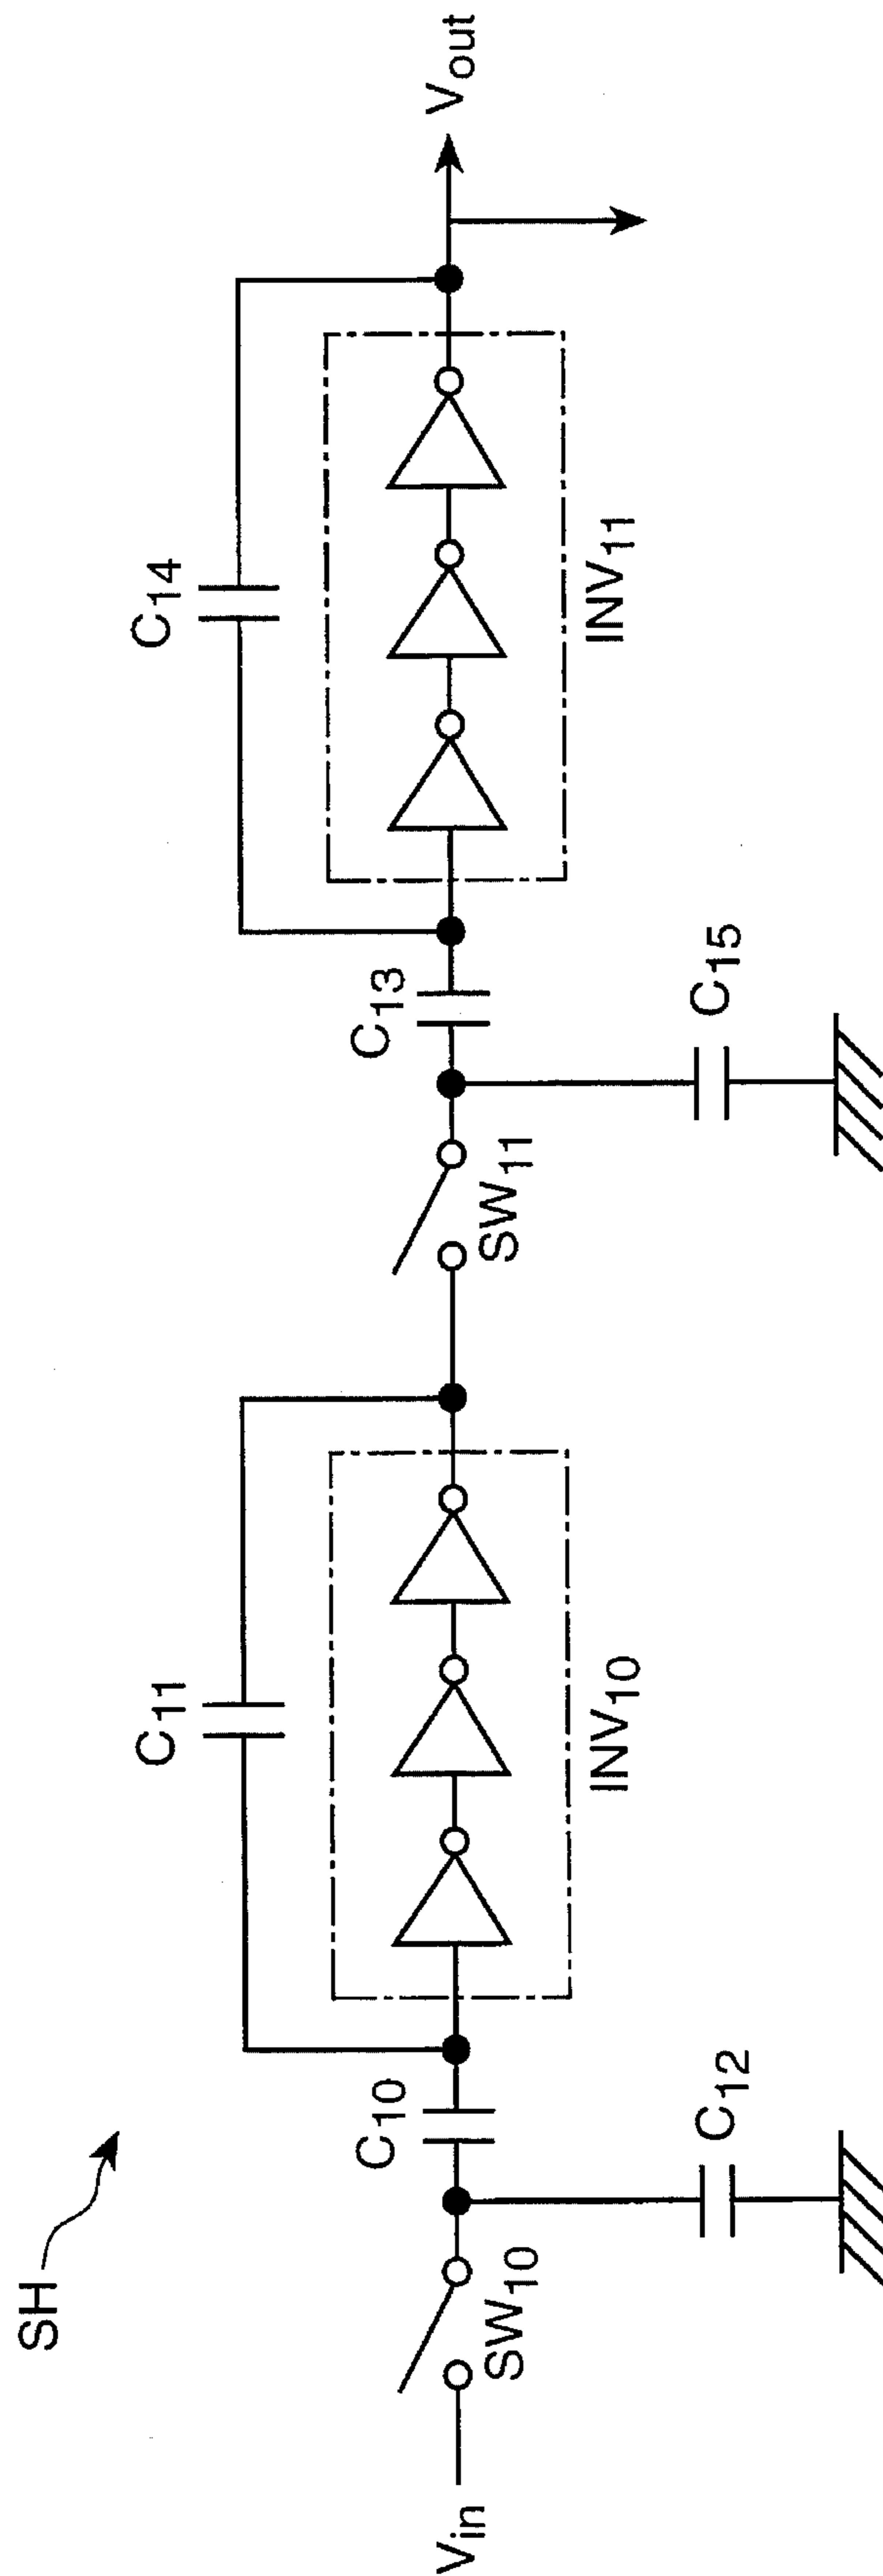 SH
V_in
SW_10
C_10
C_12
C_11
INV_10
SW_11
C_13
C_15
C_14
INV_11
V_out